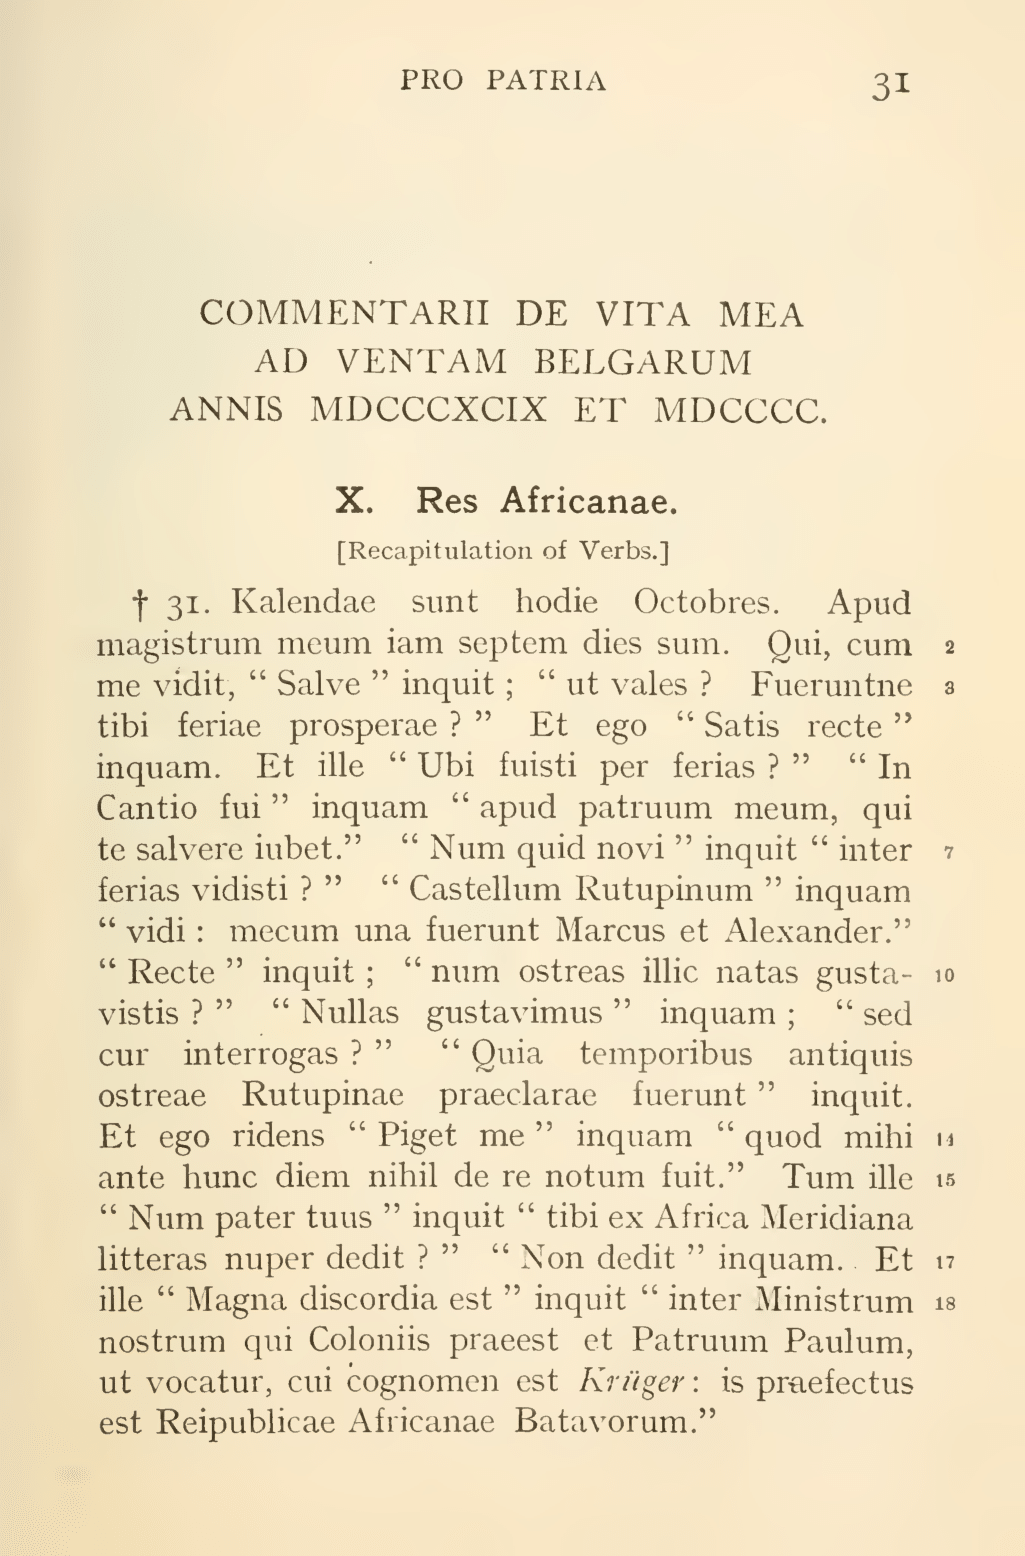 PRO PATRIA 31
COMMENTARII DE VITA MEA
AD VENTAM BELGARUM
ANNIS MDCCCXCIX ET MDCCCC.
X. Res Africanae.
[Recapitulation of Verbs.]
† 31. Kalendae sunt hodie Octobres. Apud
magistrum meum iam septem dies sum. Qui, cum 2
me vidit, “ Salve ” inquit ; “ ut vales ? Fueruntne 3
tibi feriae prosperae ? ” Et ego “ Satis recte ”
inquam. Et ille “ Ubi fuisti per ferias ? ” “ In
Cantio fui ” inquam “ apud patruum meum, qui
te salvere iubet.” “ Num quid novi ” inquit “ inter 7
ferias vidisti ? ” “ Castellum Rutupinum ” inquam
“ vidi : mecum una fuerunt Marcus et Alexander.”
“ Recte ” inquit ; “ num ostreas illic natas gusta- 10
vistis ? ” “ Nullas gustavimus ” inquam ; “ sed
cur interrogas ? ” “ Quia temporibus antiquis
ostreae Rutupinae praeclarae fuerunt ” inquit.
Et ego ridens “ Piget me ” inquam “ quod mihi 14
ante hunc diem nihil de re notum fuit.” Tum ille 15
“ Num pater tuus ” inquit “ tibi ex Africa Meridiana
litteras nuper dedit ? ” “ Non dedit ” inquam. Et 17
ille “ Magna discordia est ” inquit “ inter Ministrum 18
nostrum qui Coloniis praeest et Patruum Paulum,
ut vocatur, cui cognomen est Krüger : is praefectus
est Reipublicae Africanae Batavorum.”